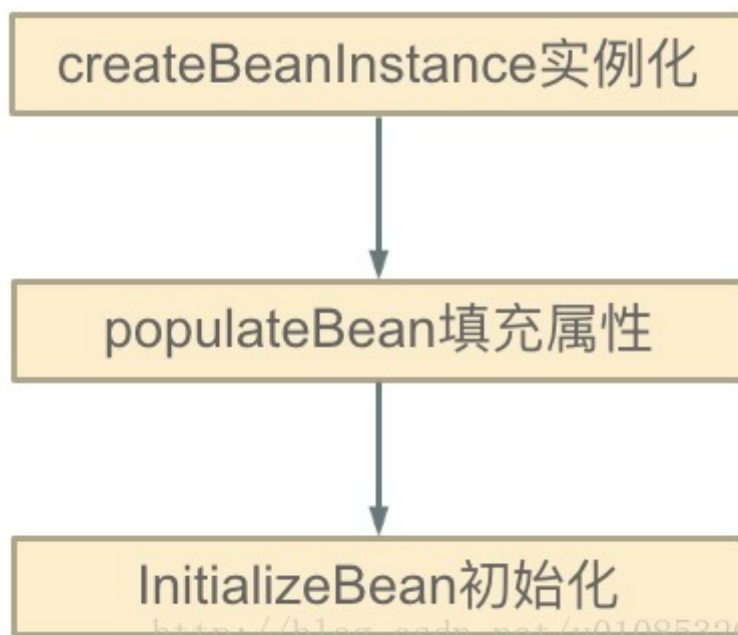 createBeanInstance实例化
populateBean填充属性
InitializeBean初始化